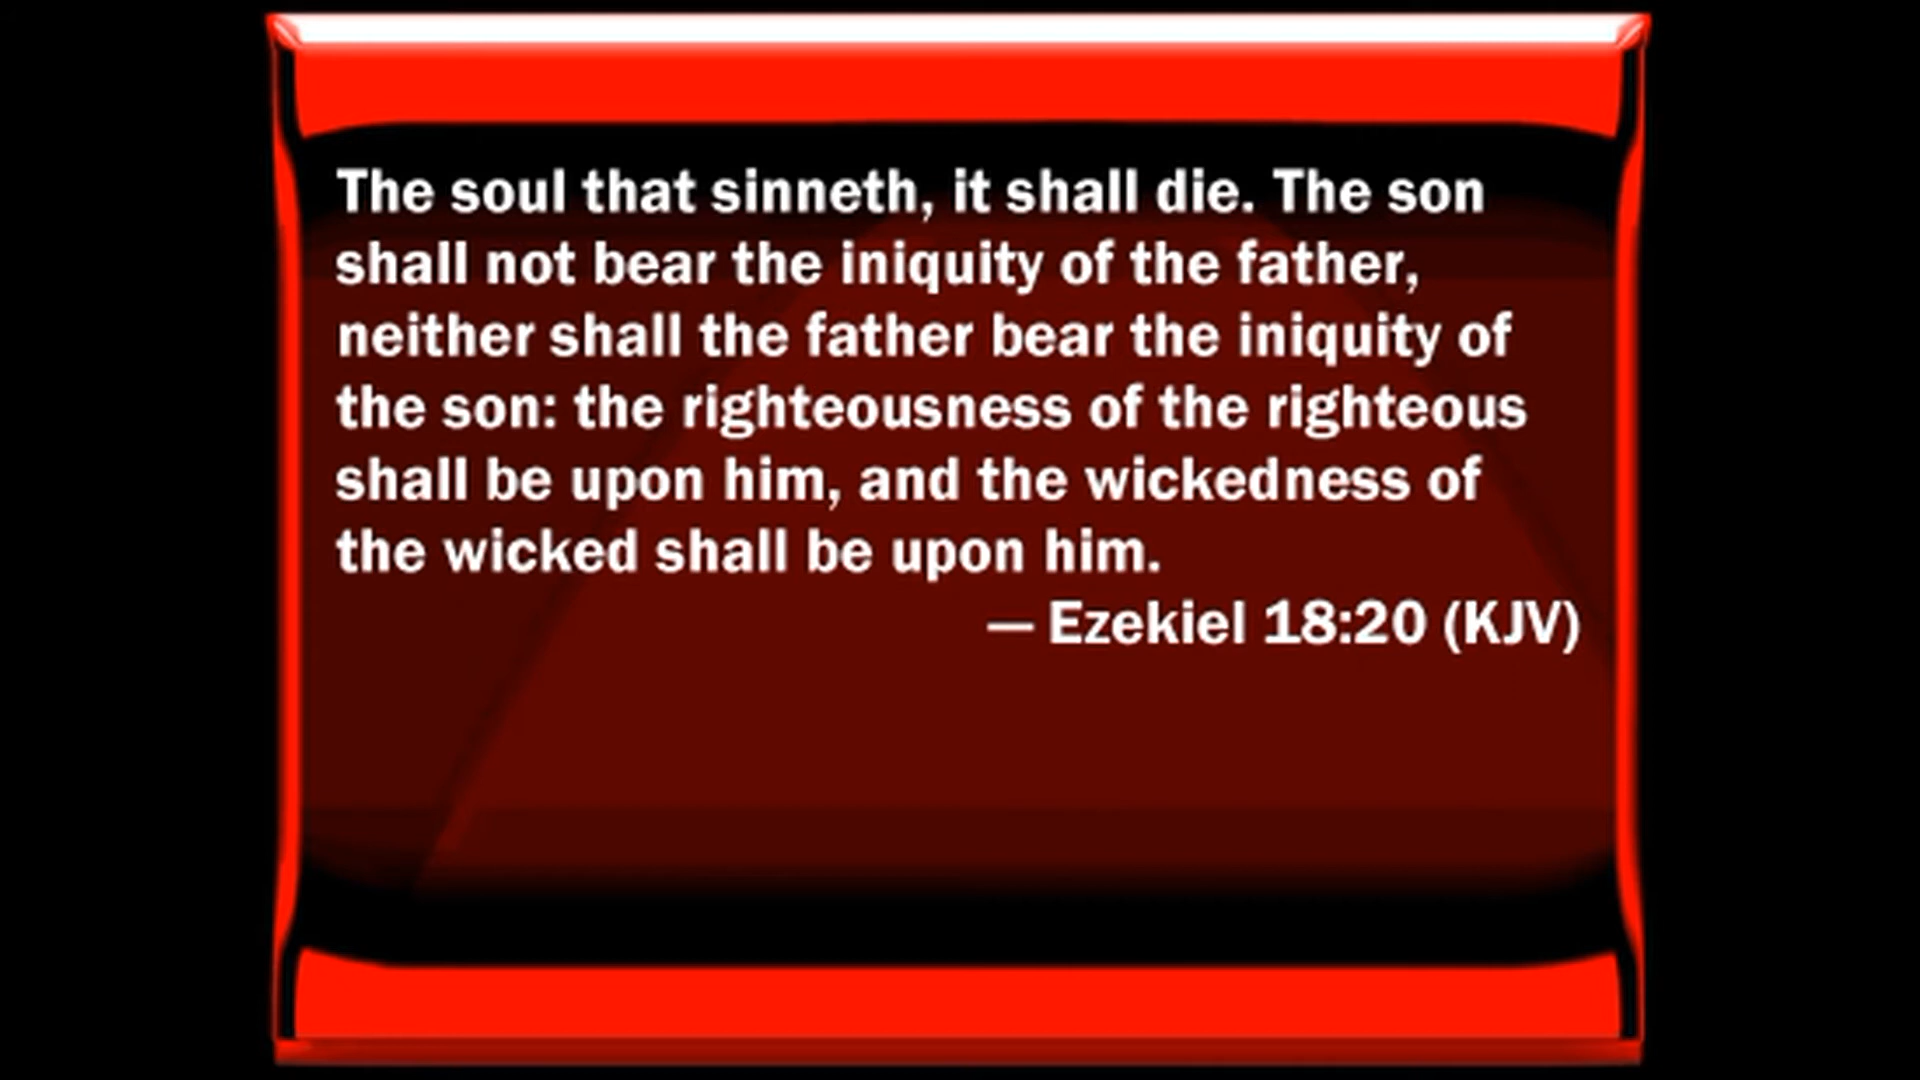 The soul that sinneth, it shall die. The son
shall not bear the iniquity of the father,
neither shall the father bear the iniquity of
the son: the righteousness of the righteous
shall be upon him, and the wickedness of
the wicked shall be upon him.
— Ezekiel 18:20 (KJV)